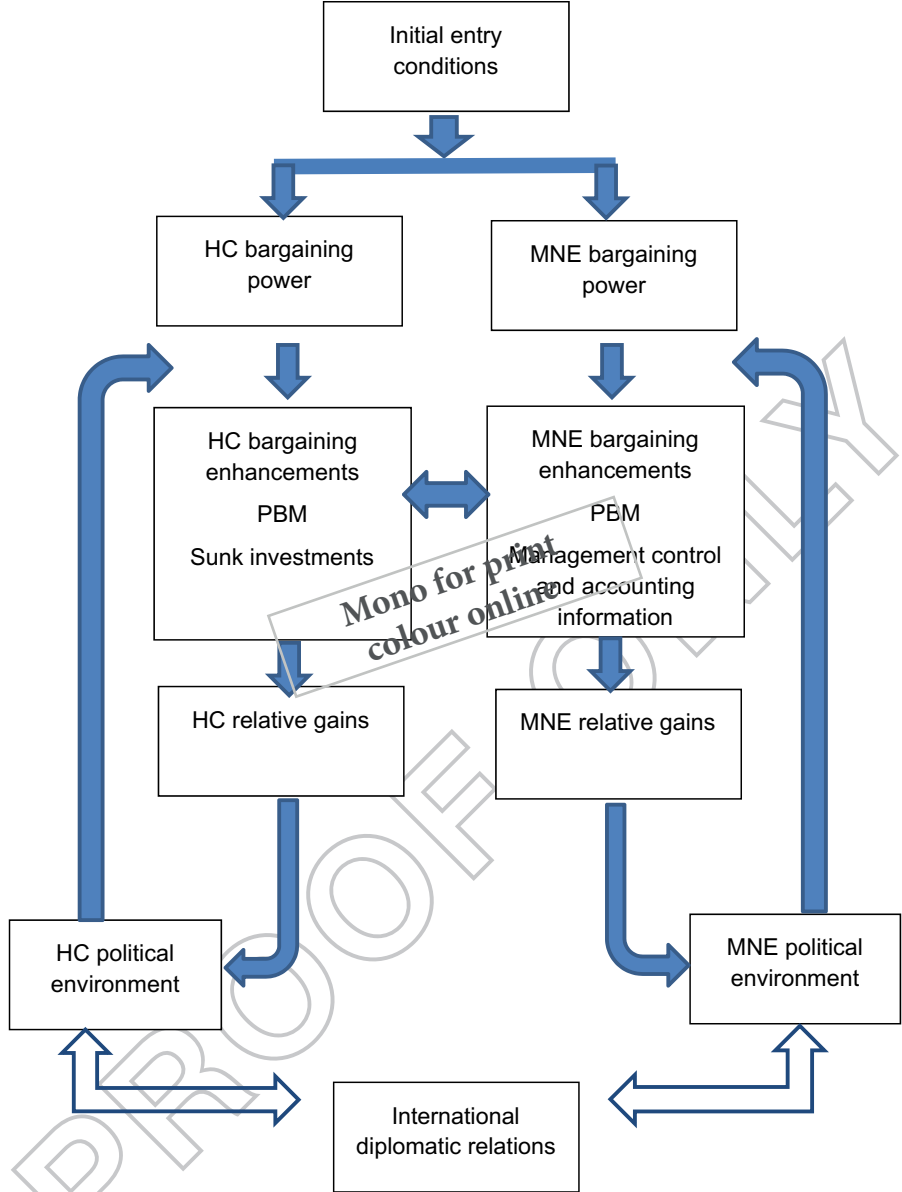 Initial entry
conditions
HC bargaining
power
MNE bargaining
power
HC bargaining
enhancements
PBM
Sunk investments
MNE bargaining
enhancements
PBM
Management control
and accounting
information
Mono for print
colour online
HC relative gains
MNE relative gains
HC political
environment
MNE political
environment
International
diplomatic relations
PROOF ONLY